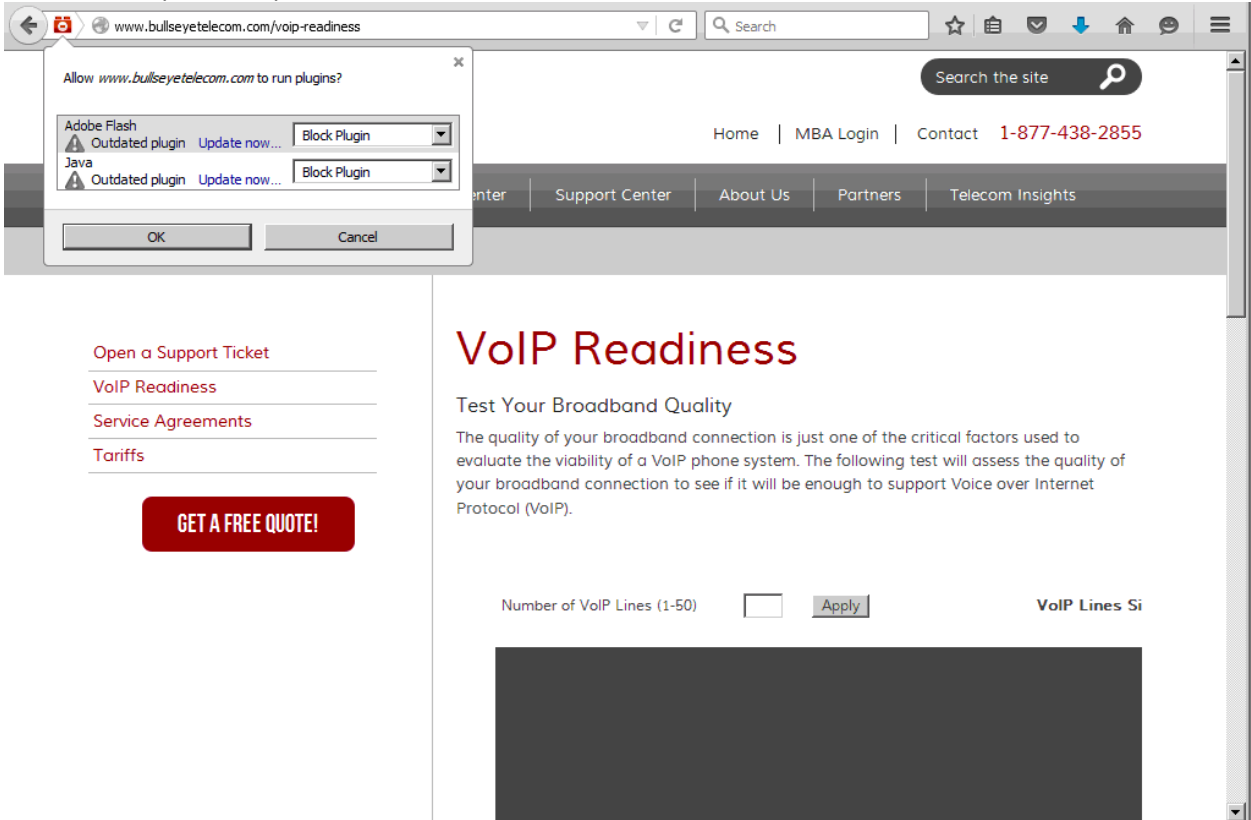 www.bullseyetelecom.com/voip-readiness
Search
Allow www.bullseyetelecom.com to run plugins?
Adobe Flash
Outdated plugin Update now... Block Plugin
Java
Outdated plugin Update now... Block Plugin
OK Cancel
Search the site
Home | MBA Login | Contact 1-877-438-2855
enter Support Center About Us Partners Telecom Insights
Open a Support Ticket
VoIP Readiness
Service Agreements
Tariffs
GET A FREE QUOTE!
VoIP Readiness
Test Your Broadband Quality
The quality of your broadband connection is just one of the critical factors used to
evaluate the viability of a VoIP phone system. The following test will assess the quality of
your broadband connection to see if it will be enough to support Voice over Internet
Protocol (VoIP).
Number of VoIP Lines (1-50) Apply VoIP Lines Si